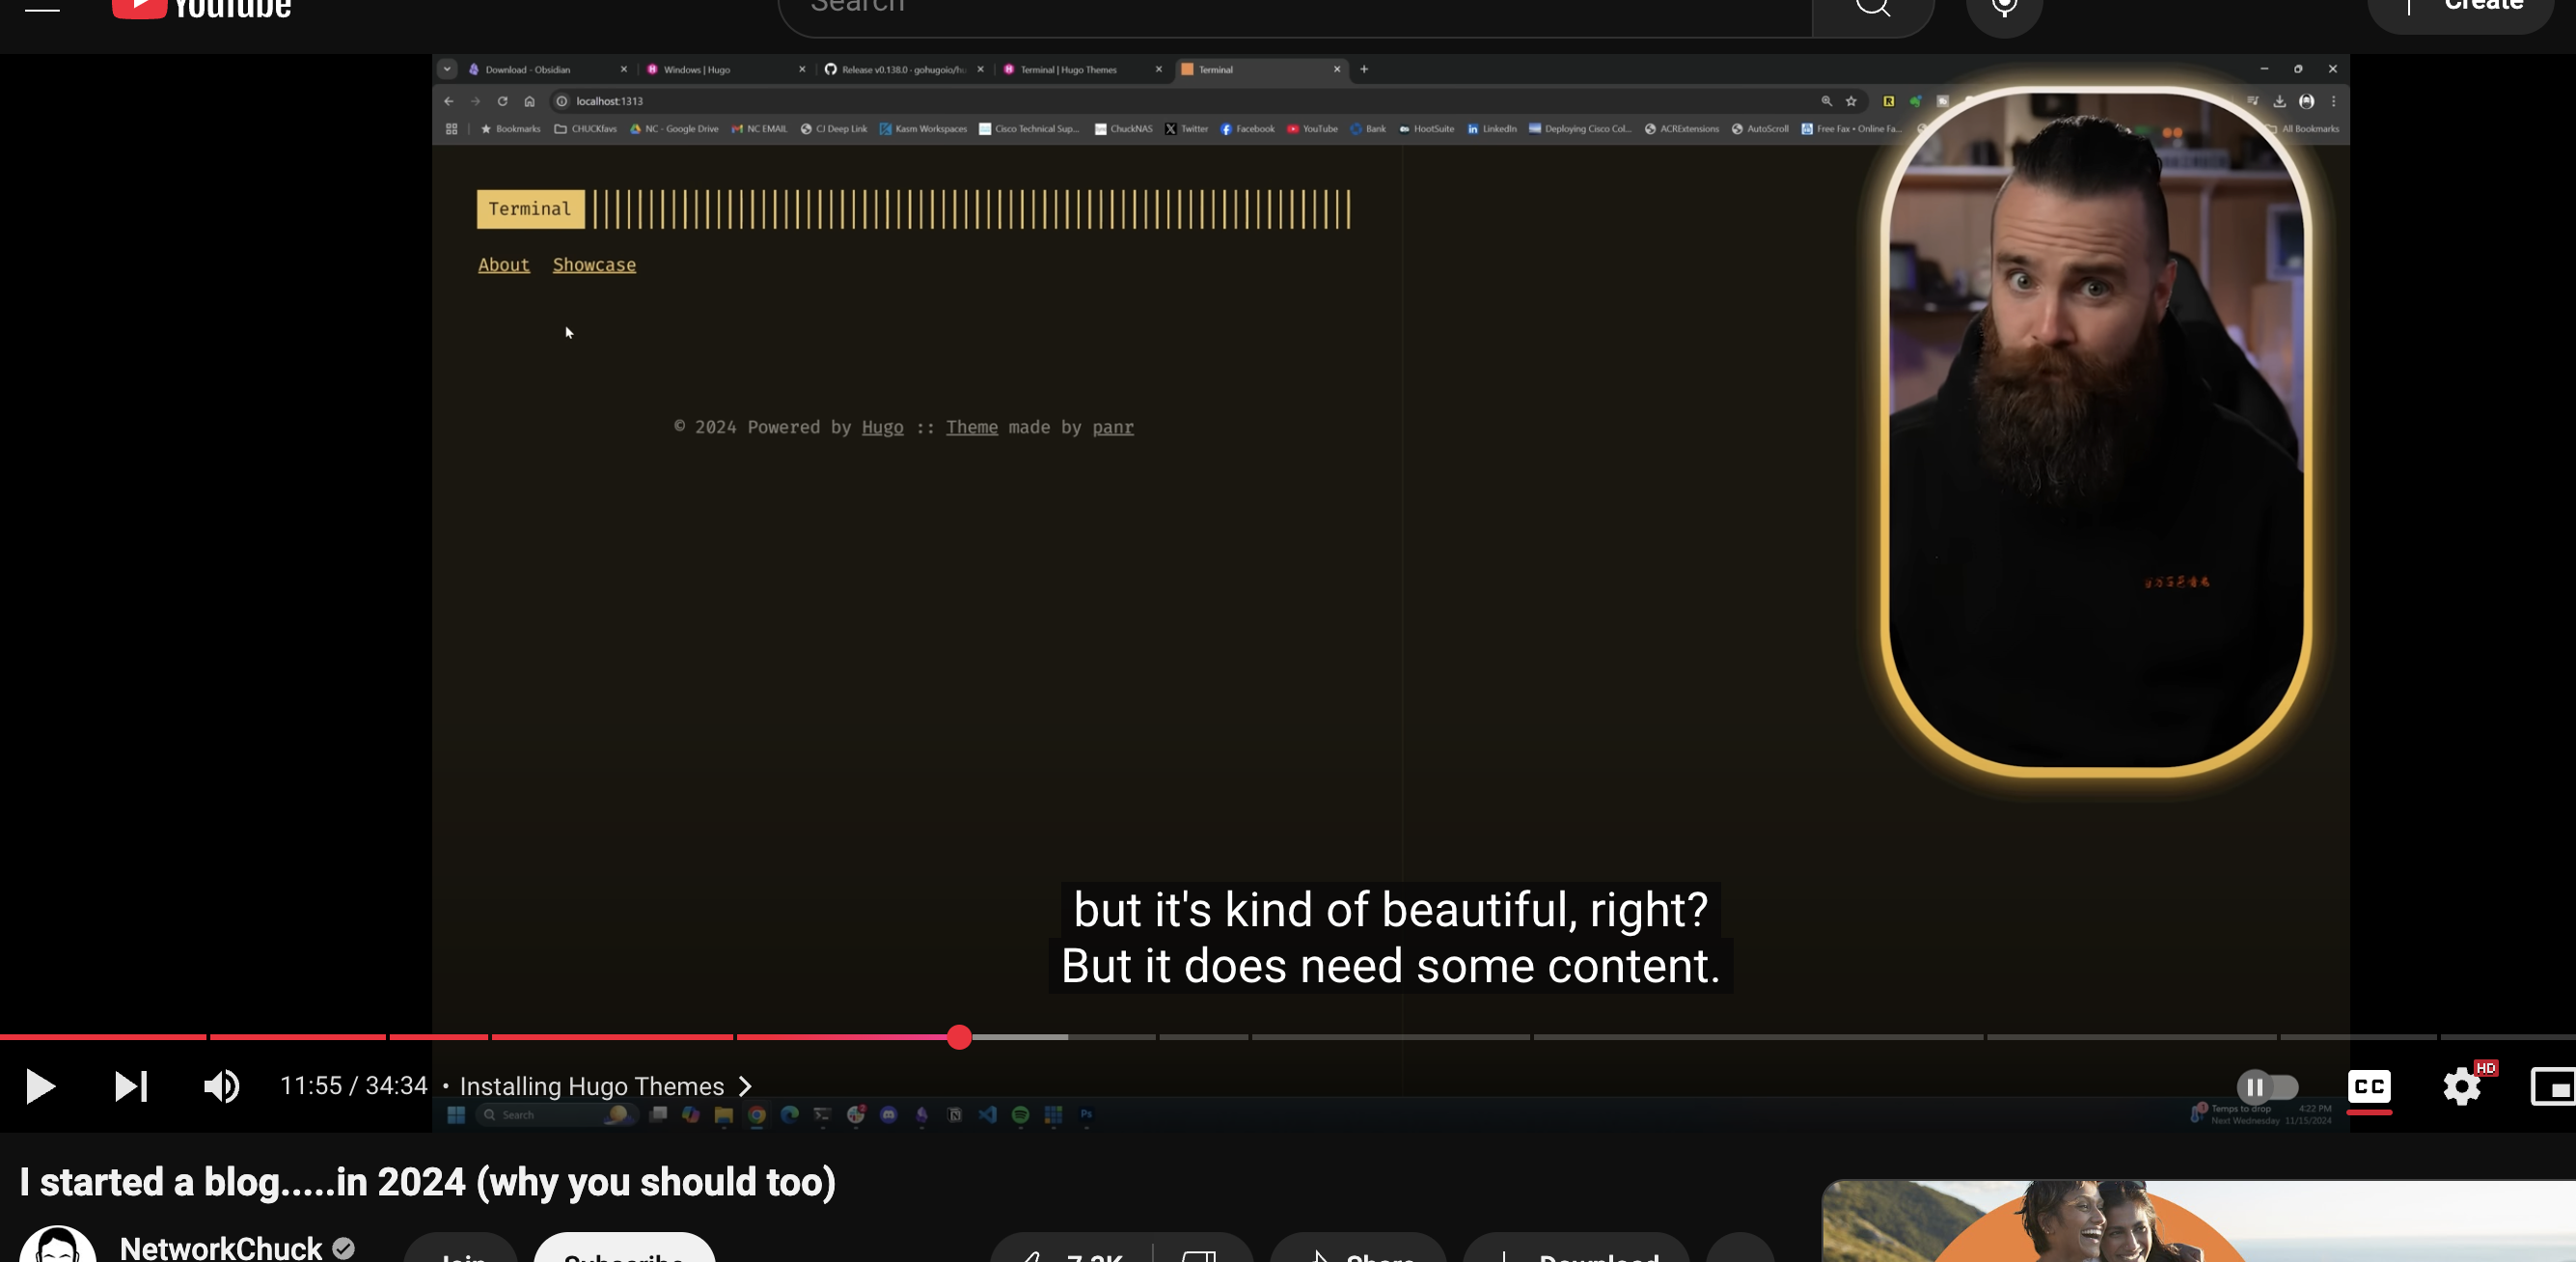 YouTube
Search
Create
Download - Obsidian
Windows | Hugo
Release v0.138.0 · gohugoio/hu
Terminal | Hugo Themes
Terminal
localhost:1313
Bookmarks
CHUCKfavs
NC - Google Drive
NC EMAIL
CJ Deep Link
Kasm Workspaces
Cisco Technical Sup...
ChuckNAS
Twitter
Facebook
YouTube
Bank
HootSuite
LinkedIn
Deploying Cisco Col...
ACRExtensions
AutoScroll
Free Fax • Online Fa...
All Bookmarks
Terminal
About Showcase
© 2024 Powered by Hugo :: Theme made by panr
but it's kind of beautiful, right?
But it does need some content.
11:55 / 34:34 • Installing Hugo Themes
CC
HD
Search
Ps
Temps to drop
Next Wednesday
4:22 PM
11/15/2024
I started a blog.....in 2024 (why you should too)
NetworkChuck
Join
Subscribe
Share
Download